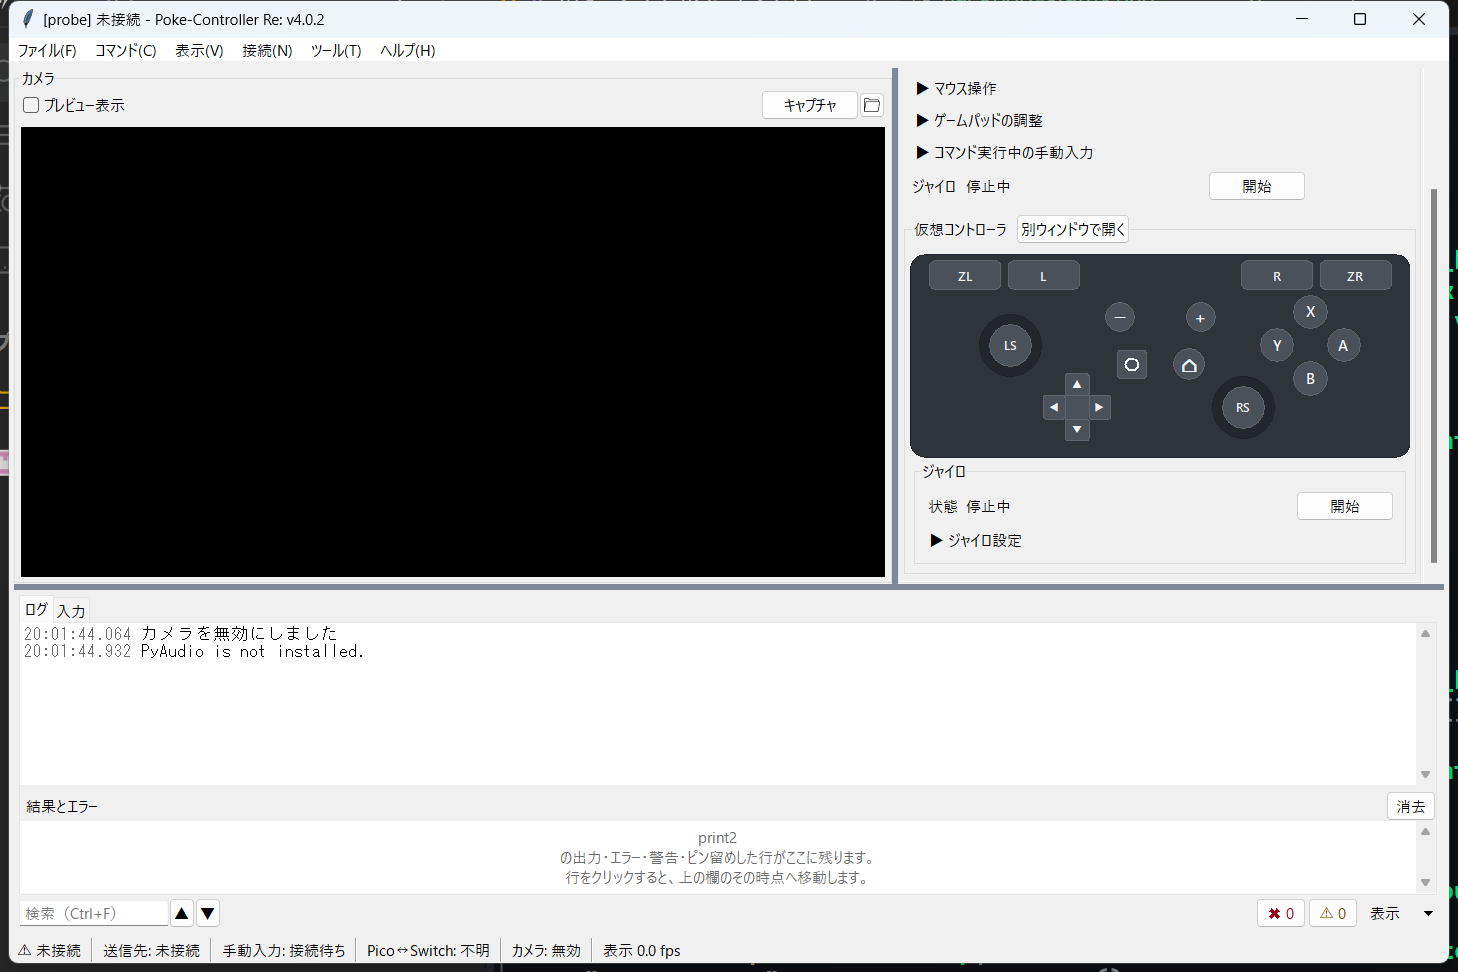 [probe] 未接続 - Poke-Controller Re: v4.0.2
ファイル(F) コマンド(C) 表示(V) 接続(N) ツール(T) ヘルプ(H)
カメラ
プレビュー表示
キャプチャ
▶ マウス操作
▶ ゲームパッドの調整
▶ コマンド実行中の手動入力
ジャイロ 停止中 開始
仮想コントローラ 別ウィンドウで開く
ZL L R ZR
− + X
LS Y A
B
RS
ジャイロ
状態 停止中 開始
▶ ジャイロ設定
ログ 入力
20:01:44.064 カメラを無効にしました
20:01:44.932 PyAudio is not installed.
結果とエラー 消去
print2
の出力・エラー・警告・ピン留めした行がここに残ります。
行をクリックすると、上の欄のその時点へ移動します。
検索（Ctrl+F） ▲ ▼ ✖ 0 ⚠ 0 表示
⚠ 未接続 送信先: 未接続 手動入力: 接続待ち Pico↔Switch: 不明 カメラ: 無効 表示 0.0 fps